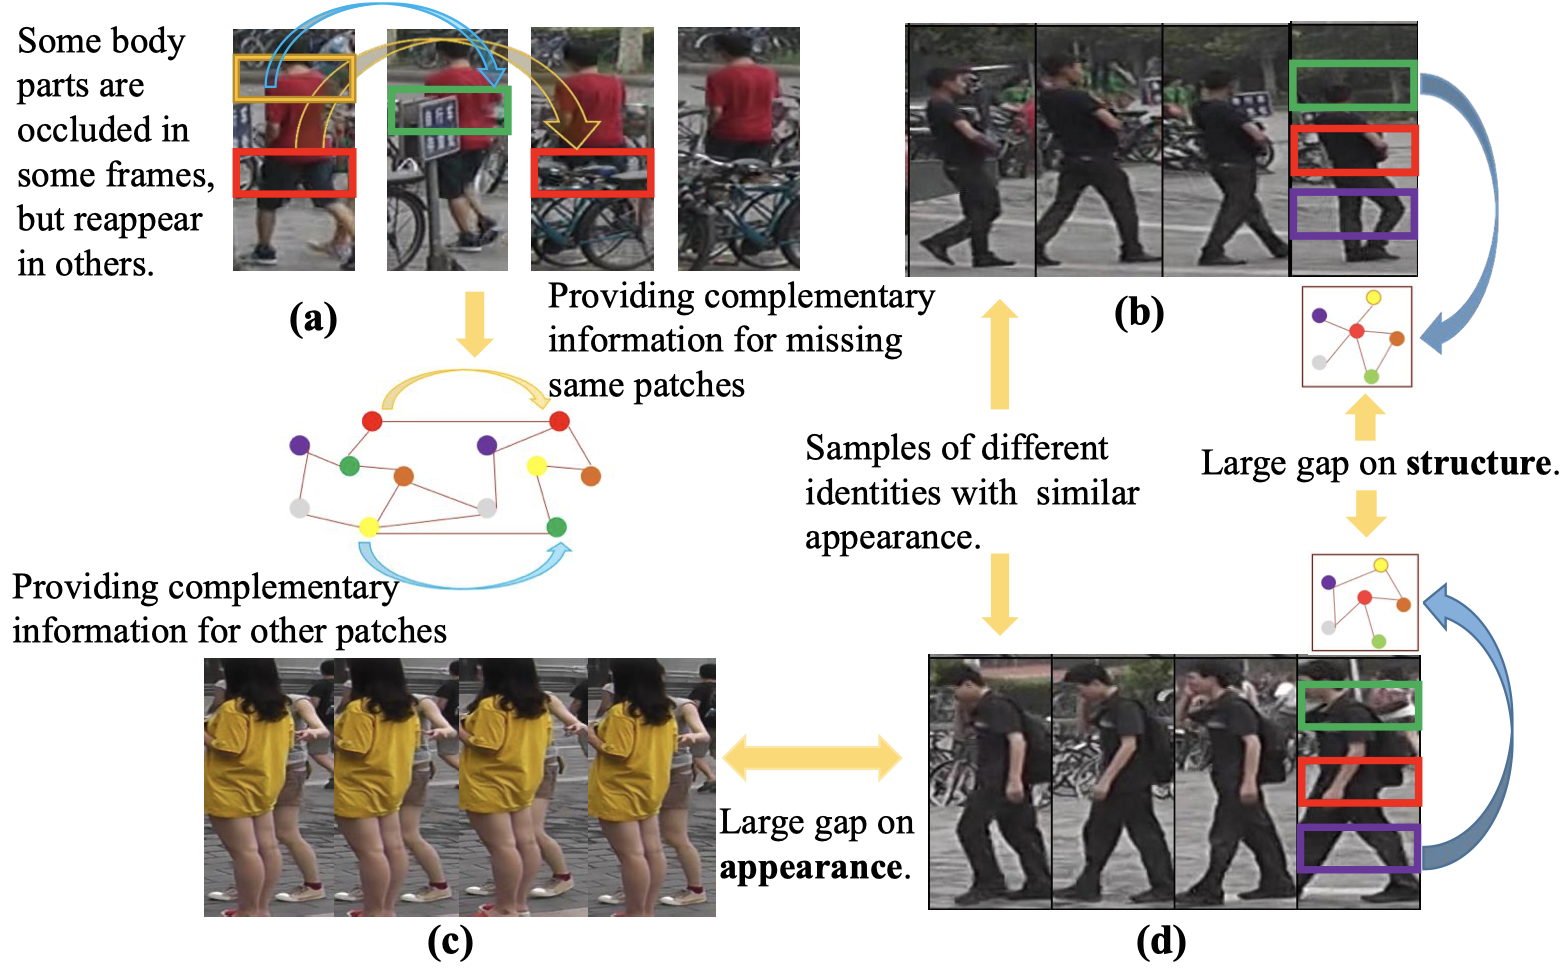 Some body
parts are
occluded in
some frames,
but reappear
in others.
(a)
Providing complementary
information for missing
same patches
(b)
Samples of different
identities with similar
appearance.
Large gap on structure.
Providing complementary
information for other patches
Large gap on
appearance.
(c)
(d)